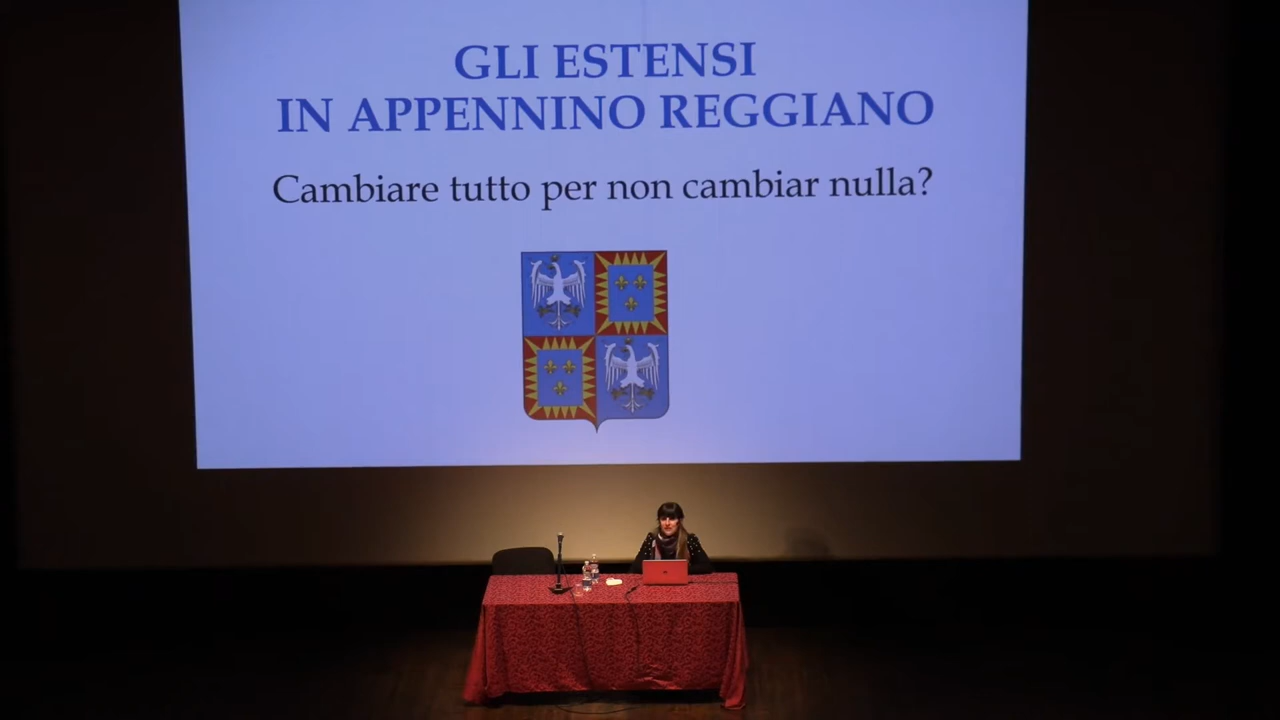 GLI ESTENSI
IN APPENNINO REGGIANO
Cambiare tutto per non cambiar nulla?